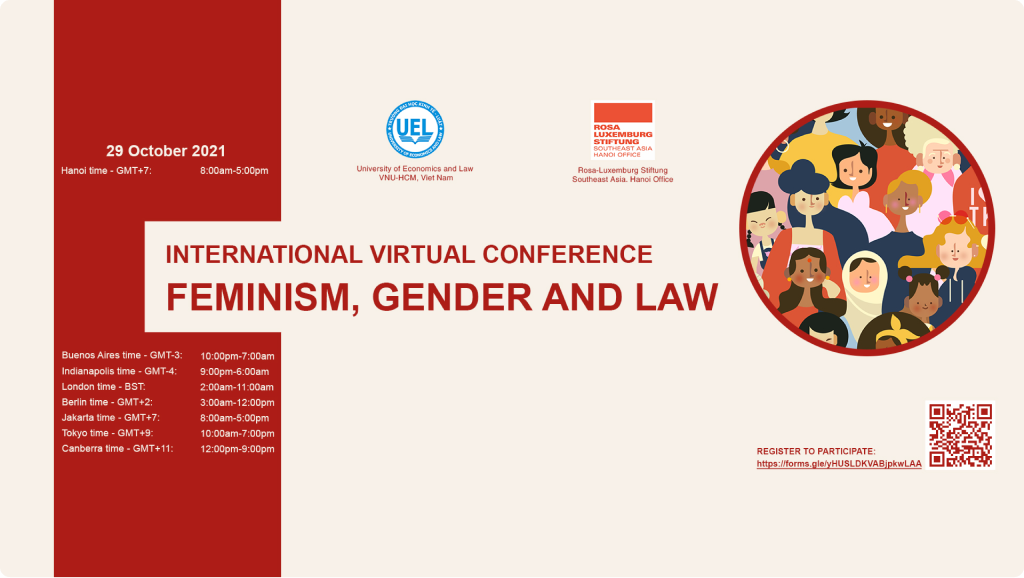 29 October 2021
Hanoi time - GMT+7: 8:00am-5:00pm
UEL
University of Economics and Law
VNU-HCM, Viet Nam
ROSA
LUXEMBURG
STIFTUNG
SOUTHEAST ASIA
HANOI OFFICE
Rosa-Luxemburg Stiftung
Southeast Asia. Hanoi Office
INTERNATIONAL VIRTUAL CONFERENCE
FEMINISM, GENDER AND LAW
Buenos Aires time - GMT-3: 10:00pm-7:00am
Indianapolis time - GMT-4: 9:00pm-6:00am
London time - BST: 2:00am-11:00am
Berlin time - GMT+2: 3:00am-12:00pm
Jakarta time - GMT+7: 8:00am-5:00pm
Tokyo time - GMT+9: 10:00am-7:00pm
Canberra time - GMT+11: 12:00pm-9:00pm
REGISTER TO PARTICIPATE:
https://forms.gle/yHUSLDKVABjpkwLAA